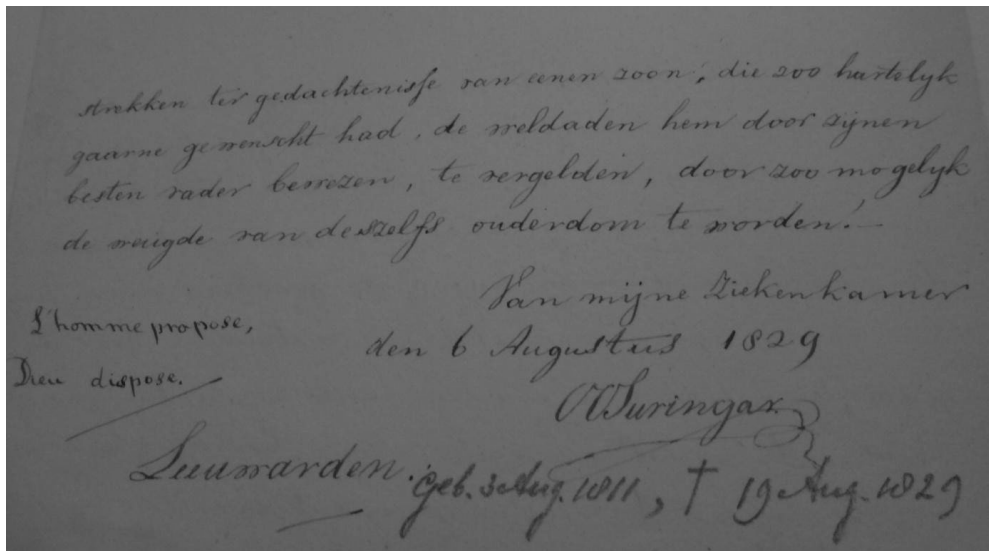 strekken ter gedachtenisse van eenen zoon, die zoo hartelyk
gaarne gewenscht had, de weldaden hem door zijnen
besten vader bewezen, te vergelden, door zoo mogelyk
de vreugde van deszelfs ouderdom te worden!—
Van mijne Ziekenkamer
L'homme propose,
den 6 Augustus 1829
Dieu dispose.
Suringar
Leeuwarden.
Geb. 3 Aug. 1811, † 19 Aug. 1829